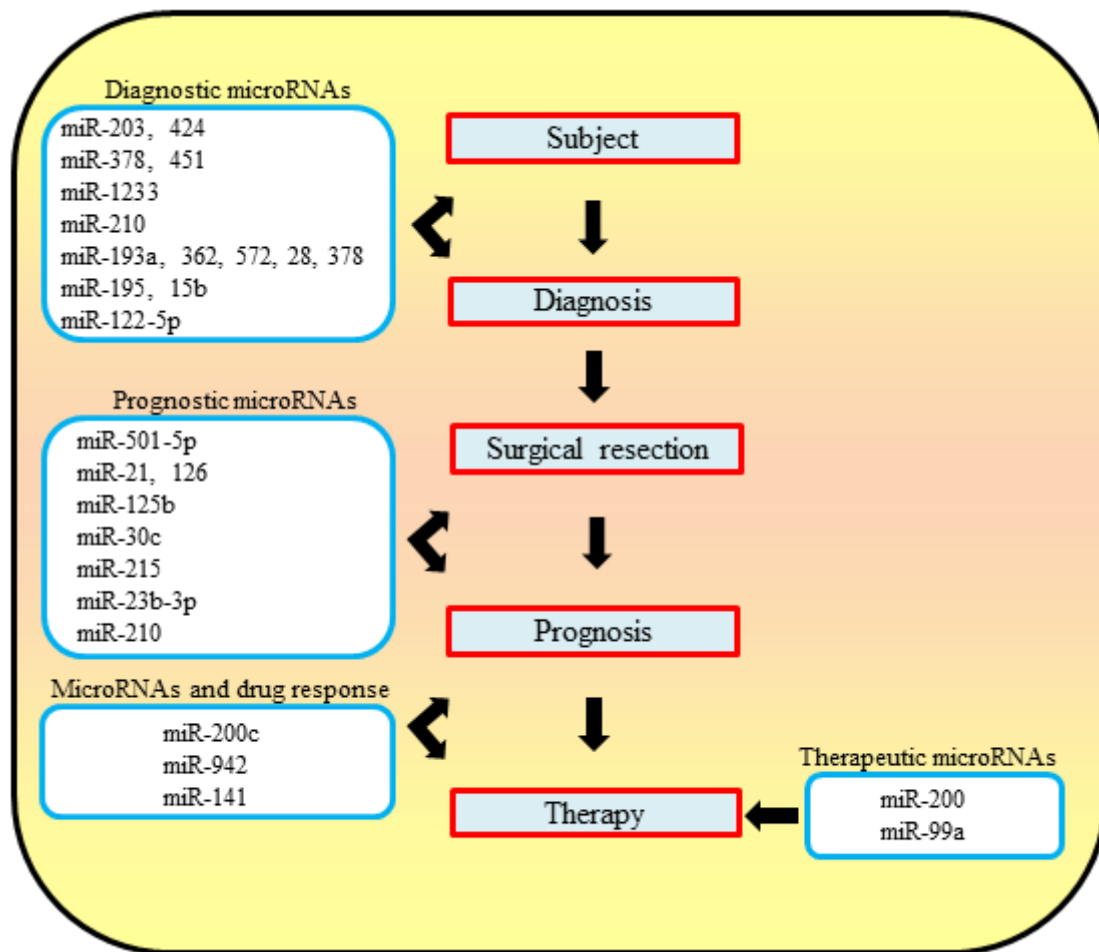 Diagnostic microRNAs
miR-203, 424
miR-378, 451
miR-1233
miR-210
miR-193a, 362, 572, 28, 378
miR-195, 15b
miR-122-5p
Subject
Diagnosis
Prognostic microRNAs
miR-501-5p
miR-21, 126
miR-125b
miR-30c
miR-215
miR-23b-3p
miR-210
Surgical resection
Prognosis
MicroRNAs and drug response
miR-200c
miR-942
miR-141
Therapy
Therapeutic microRNAs
miR-200
miR-99a